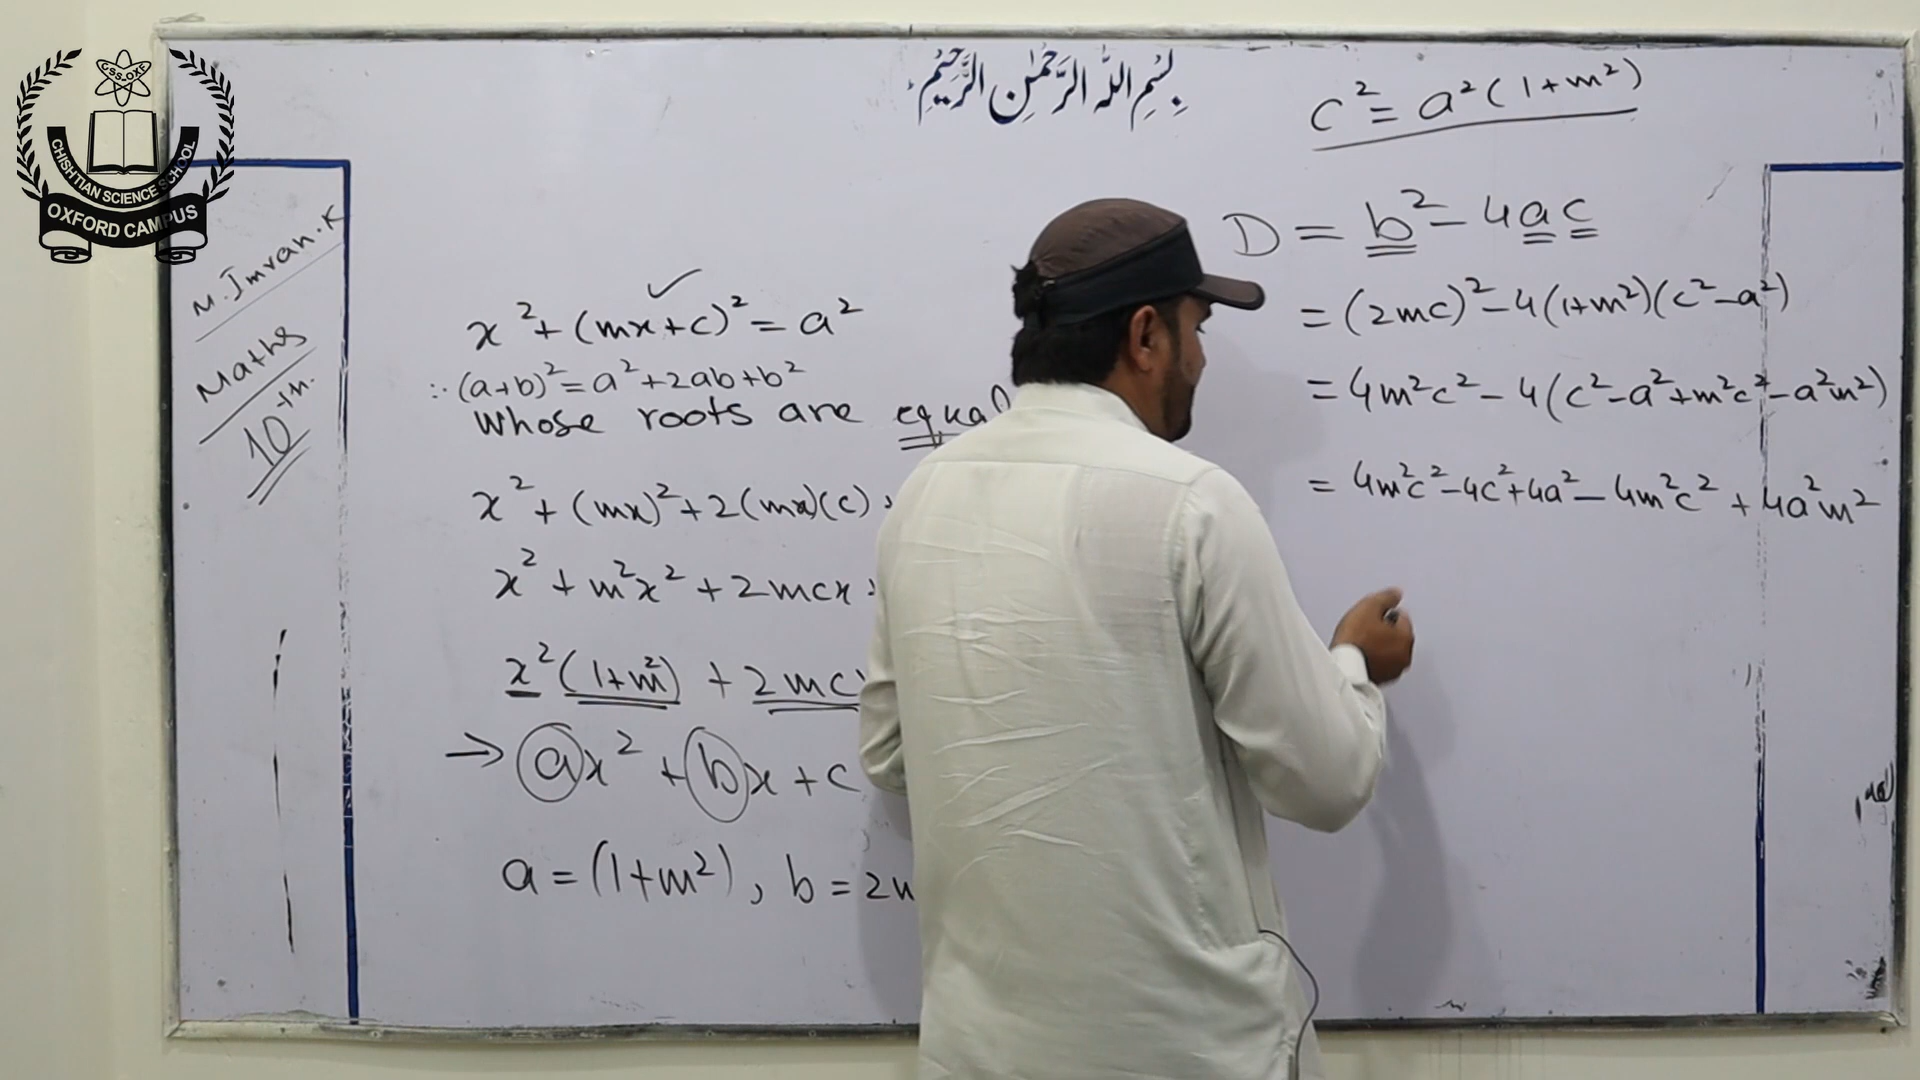 CSS-OXF
CHISHTIAN SCIENCE SCHOOL
OXFORD CAMPUS
بِسْمِ اللّٰهِ الرَّحْمٰنِ الرَّحِيْمِ
M. Imran. K
Maths
10th.
x² + (mx + c)² = a²
∵ (a+b)² = a² + 2ab + b²
Whose roots are equal
x² + (mx)² + 2(mx)(c)
x² + m²x² + 2mcx
x²(1+m²) + 2mc
→ ax² + bx + c
a = (1+m²), b = 2
c² = a²(1+m²)
D = b² - 4ac
= (2mc)² - 4(1+m²)(c² - a²)
= 4m²c² - 4(c² - a² + m²c² - a²m²)
= 4m²c² - 4c² + 4a² - 4m²c² + 4a²m²